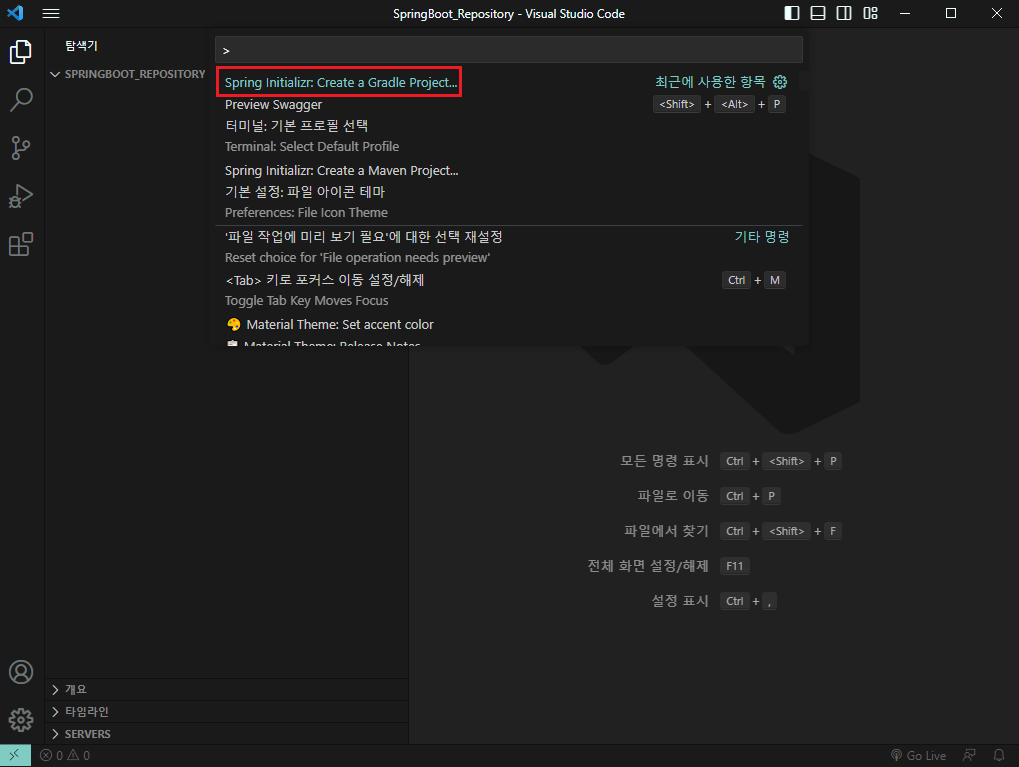 SpringBoot_Repository - Visual Studio Code
탐색기
SPRINGBOOT_REPOSITORY
>
Spring Initializr: Create a Gradle Project... 최근에 사용한 항목
Preview Swagger <Shift> + <Alt> + P
터미널: 기본 프로필 선택
Terminal: Select Default Profile
Spring Initializr: Create a Maven Project...
기본 설정: 파일 아이콘 테마
Preferences: File Icon Theme
'파일 작업에 미리 보기 필요'에 대한 선택 재설정 기타 명령
Reset choice for 'File operation needs preview'
<Tab> 키로 포커스 이동 설정/해제 Ctrl + M
Toggle Tab Key Moves Focus
Material Theme: Set accent color
Material Theme: Release Notes
모든 명령 표시 Ctrl + <Shift> + P
파일로 이동 Ctrl + P
파일에서 찾기 Ctrl + <Shift> + F
전체 화면 설정/해제 F11
설정 표시 Ctrl + ,
개요
타임라인
SERVERS
0 0 Go Live